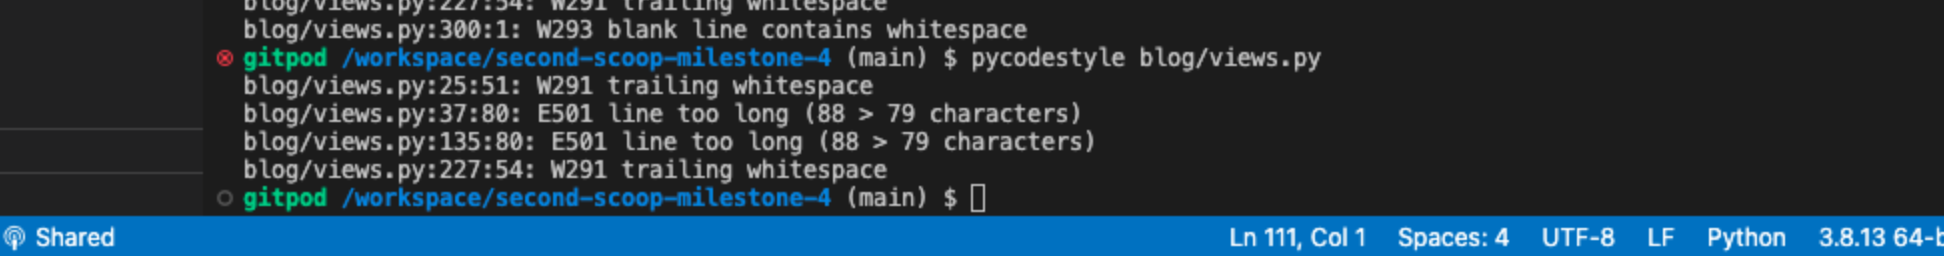 blog/views.py:227:54: W291 trailing whitespace
blog/views.py:300:1: W293 blank line contains whitespace
gitpod /workspace/second-scoop-milestone-4 (main) $ pycodestyle blog/views.py
blog/views.py:25:51: W291 trailing whitespace
blog/views.py:37:80: E501 line too long (88 > 79 characters)
blog/views.py:135:80: E501 line too long (88 > 79 characters)
blog/views.py:227:54: W291 trailing whitespace
gitpod /workspace/second-scoop-milestone-4 (main) $
Shared Ln 111, Col 1 Spaces: 4 UTF-8 LF Python 3.8.13 64-b